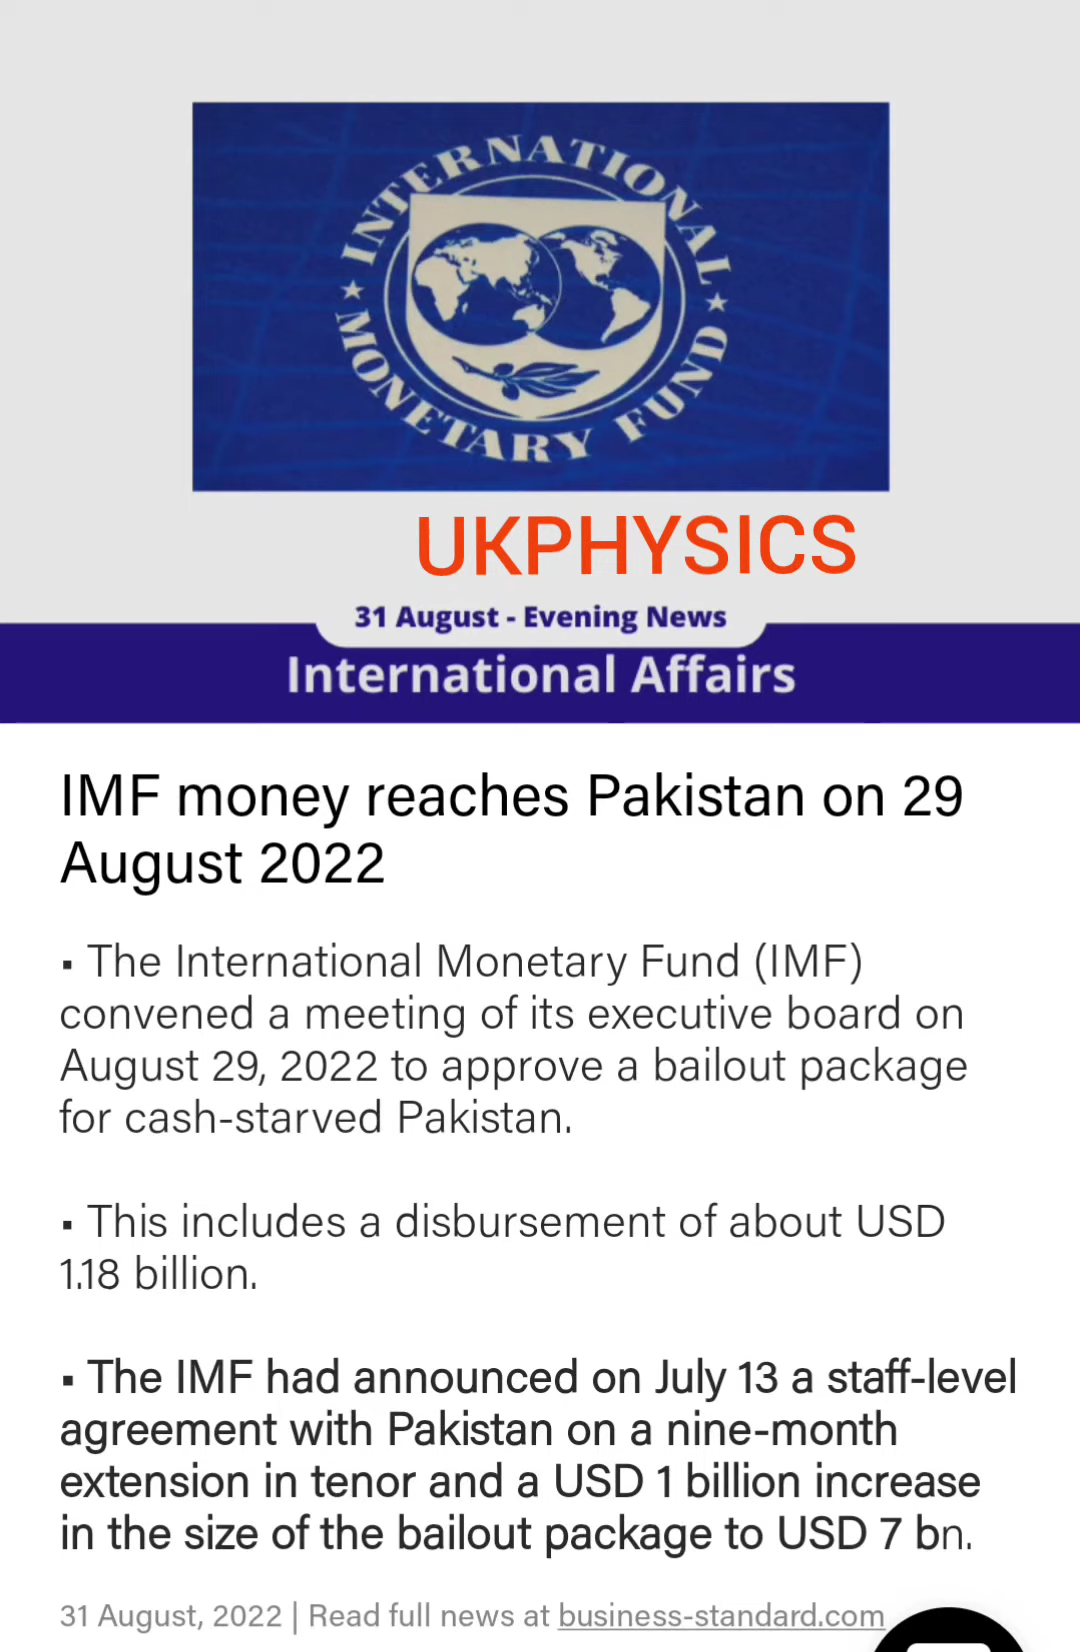 INTERNATIONAL
MONETARY FUND
UKPHYSICS
31 August - Evening News
International Affairs
IMF money reaches Pakistan on 29
August 2022
▪ The International Monetary Fund (IMF)
convened a meeting of its executive board on
August 29, 2022 to approve a bailout package
for cash-starved Pakistan.
▪ This includes a disbursement of about USD
1.18 billion.
▪ The IMF had announced on July 13 a staff-level
agreement with Pakistan on a nine-month
extension in tenor and a USD 1 billion increase
in the size of the bailout package to USD 7 bn.
31 August, 2022 | Read full news at business-standard.com